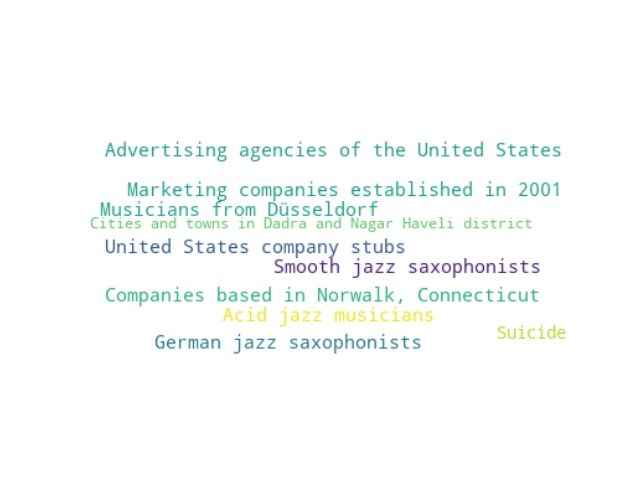 Advertising agencies of the United States
Marketing companies established in 2001
Musicians from Düsseldorf
Cities and towns in Dadra and Nagar Haveli district
United States company stubs
Smooth jazz saxophonists
Companies based in Norwalk, Connecticut
Acid jazz musicians
Suicide
German jazz saxophonists